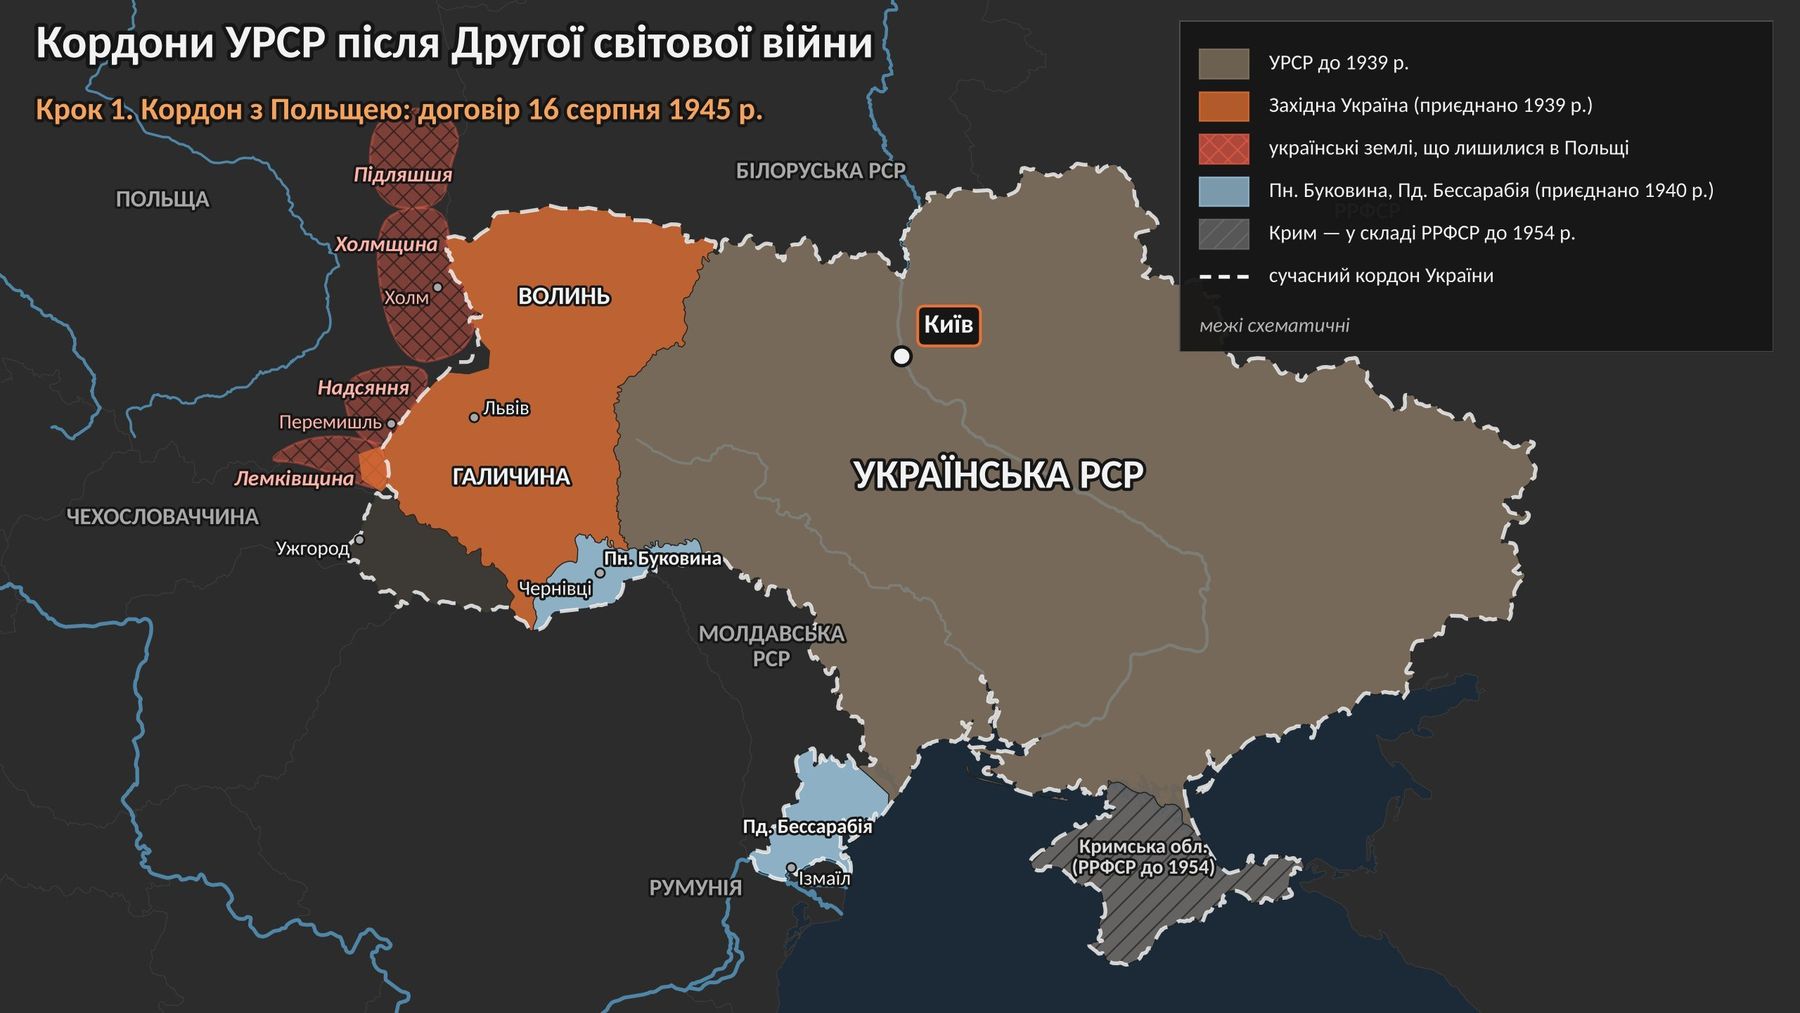 Кордони УРСР після Другої світової війни
Крок 1. Кордон з Польщею: договір 16 серпня 1945 р.
УРСР до 1939 р.
Західна Україна (приєднано 1939 р.)
українські землі, що лишилися в Польщі
Пн. Буковина, Пд. Бессарабія (приєднано 1940 р.)
РРФСР
Крим — у складі РРФСР до 1954 р.
сучасний кордон України
межі схематичні
БІЛОРУСЬКА РСР
Підляшшя
ПОЛЬЩА
Холмщина
Холм
ВОЛИНЬ
Київ
Надсяння
Перемишль
Львів
Лемківщина
ГАЛИЧИНА
УКРАЇНСЬКА РСР
ЧЕХОСЛОВАЧЧИНА
Ужгород
Пн. Буковина
Чернівці
МОЛДАВСЬКА
РСР
Пд. Бессарабія
Ізмаїл
РУМУНІЯ
Кримська обл.
(РРФСР до 1954)